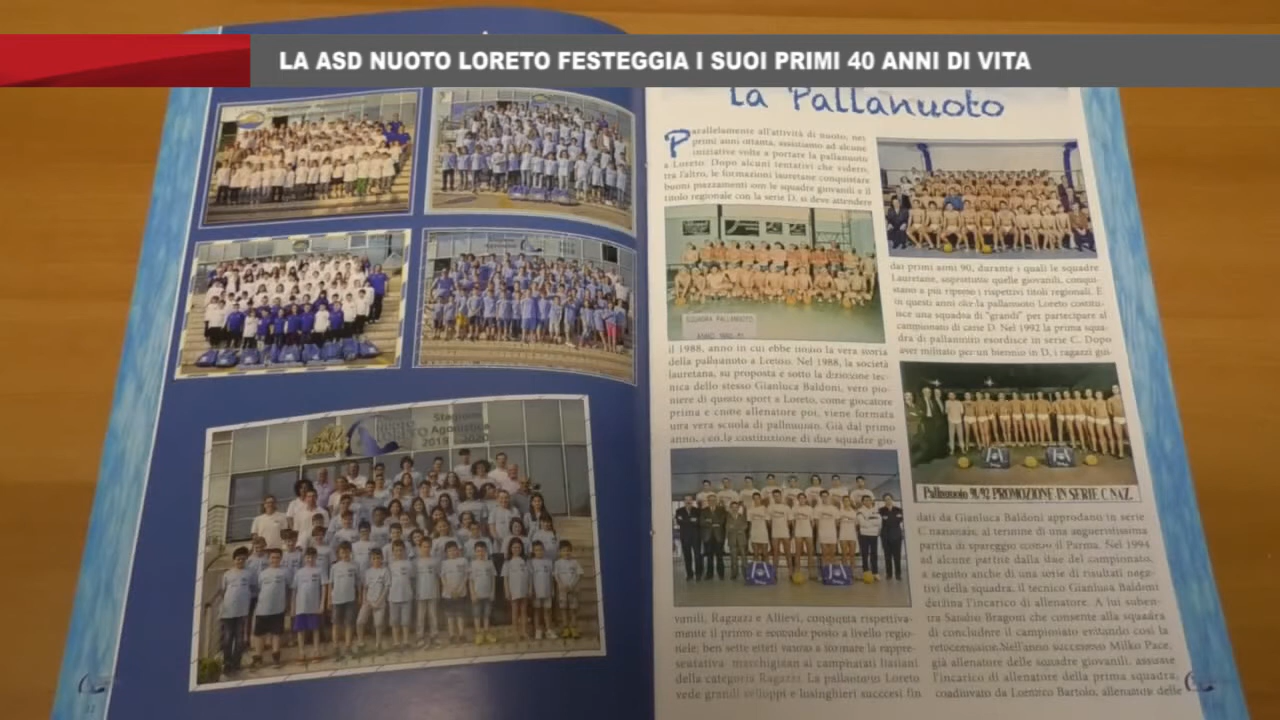 LA ASD NUOTO LORETO FESTEGGIA I SUOI PRIMI 40 ANNI DI VITA
NUOTO
LORETO
Stagione
Agonistica
2019 - 2020
la Pallanuoto
Parallelamente all'attività di nuoto, nei
primi anni ottanta, assistiamo ad alcune
iniziative volte a portare la pallanuoto
a Loreto. Dopo alcuni tentativi che videro,
tra l'altro, le formazioni lauretane conquistare
buoni piazzamenti con le squadre giovanili e il
titolo regionale con la serie D, si deve attendere
SQUADRA PALLANUOTO
il 1988, anno in cui ebbe inizio la vera storia
della pallanuoto a Loreto. Nel 1988, la società
lauretana, su proposta e sotto la direzione tec-
nica dello stesso Gianluca Baldoni, vero pio-
niere di questo sport a Loreto, come giocatore
prima e come allenatore poi, viene formata
una vera scuola di pallanuoto. Già dal primo
anno, con la costituzione di due squadre gio-
vanili, Ragazzi e Allievi, conquista rispettiva-
mente il primo e secondo posto a livello regio-
nale; ben sette atleti vanno a formare la rappre-
sentativa marchigiana ai campionati italiani
della categoria Ragazzi. La pallanuoto Loreto
vede grandi sviluppi e lusinghieri successi fin
dai primi anni 90, durante i quali le squadre
Lauretane, soprattutto quelle giovanili, conqui-
stano a più riprese i rispettivi titoli regionali. E
in questi anni che la pallanuoto Loreto costitu-
isce una squadra di "grandi" per partecipare al
campionato di serie D. Nel 1992 la prima squa-
dra di pallanuoto esordisce in serie C. Dopo
aver militato per un biennio in D, i ragazzi gui-
Pallanuoto 91/92 PROMOZIONE IN SERIE C NAZ.
dati da Gianluca Baldoni approdano in serie
C nazionale, al termine di una agguerritissima
partita di spareggio contro il Parma. Nel 1994
ad alcune partite dalla fine del campionato,
a seguito anche di una serie di risultati nega-
tivi della squadra, il tecnico Gianluca Baldoni
declina l'incarico di allenatore. A lui suben-
tra Sandro Bragoni che consente alla squadra
di concludere il campionato evitando così la
retrocessione. Nell'anno successivo Milko Pace,
già allenatore delle squadre giovanili, assume
l'incarico di allenatore della prima squadra,
coadiuvato da Lorenzo Bartolo, allenatore delle